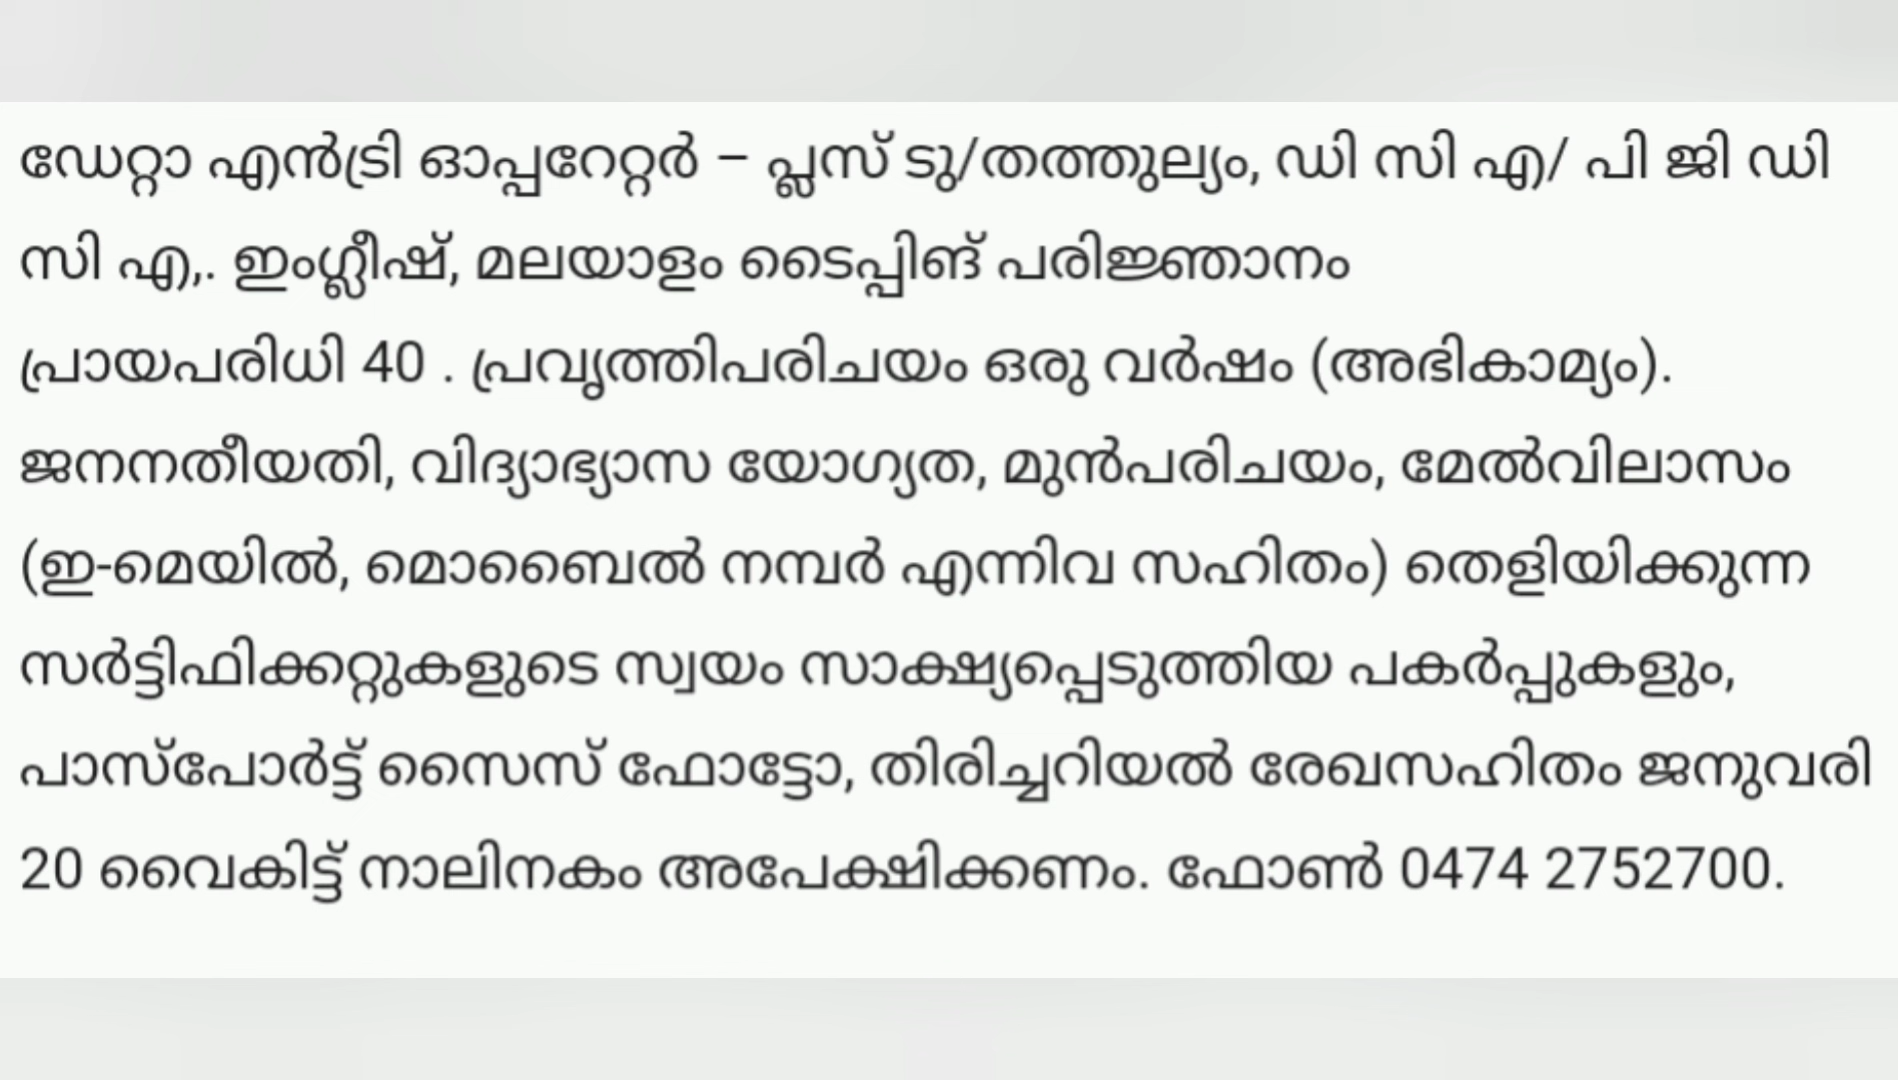 ഡേറ്റാ എൻട്രി ഓപ്പറേറ്റർ – പ്ലസ് ടു/തത്തുല്യം, ഡി സി എ/ പി ജി ഡി
സി എ,. ഇംഗ്ലീഷ്, മലയാളം ടൈപ്പിങ് പരിജ്ഞാനം
പ്രായപരിധി 40 . പ്രവൃത്തിപരിചയം ഒരു വർഷം (അഭികാമ്യം).
ജനനതീയതി, വിദ്യാഭ്യാസ യോഗ്യത, മുൻപരിചയം, മേൽവിലാസം
(ഇ-മെയിൽ, മൊബൈൽ നമ്പർ എന്നിവ സഹിതം) തെളിയിക്കുന്ന
സർട്ടിഫിക്കറ്റുകളുടെ സ്വയം സാക്ഷ്യപ്പെടുത്തിയ പകർപ്പുകളും,
പാസ്പോർട്ട് സൈസ് ഫോട്ടോ, തിരിച്ചറിയൽ രേഖസഹിതം ജനുവരി
20 വൈകിട്ട് നാലിനകം അപേക്ഷിക്കണം. ഫോൺ 0474 2752700.